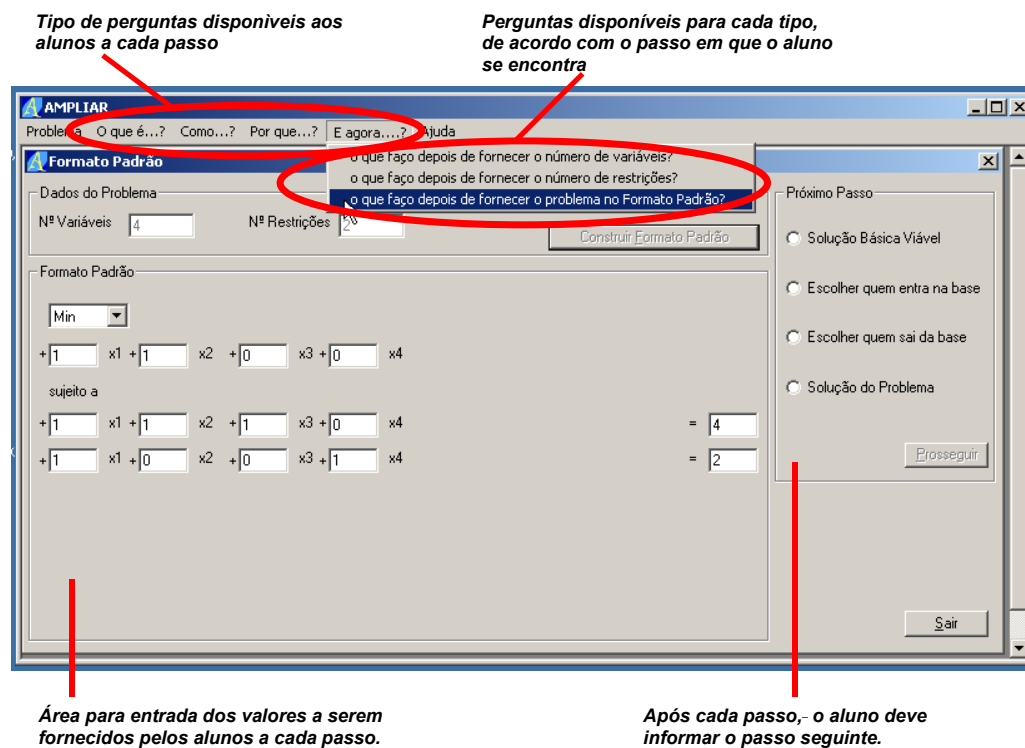 Tipo de perguntas disponìveis aos
alunos a cada passo
Perguntas disponíveis para cada tipo,
de acordo com o passo em que o aluno
se encontra
AMPLIAR
Problema O que é...? Como...? Por que...? E agora....? Ajuda
Formato Padrão
o que faço depois de fornecer o número de variáveis?
o que faço depois de fornecer o número de restrições?
o que faço depois de fornecer o problema no Formato Padrão?
Dados do Problema
Nº Variáveis 4 Nº Restrições 2
Construir Formato Padrão
Formato Padrão
Min
+ 1 x1 + 1 x2 + 0 x3 + 0 x4
sujeito a
+ 1 x1 + 1 x2 + 1 x3 + 0 x4 = 4
+ 1 x1 + 0 x2 + 0 x3 + 1 x4 = 2
Próximo Passo
Solução Básica Viável
Escolher quem entra na base
Escolher quem sai da base
Solução do Problema
Prosseguir
Sair
Área para entrada dos valores a serem
fornecidos pelos alunos a cada passo.
Após cada passo, o aluno deve
informar o passo seguinte.